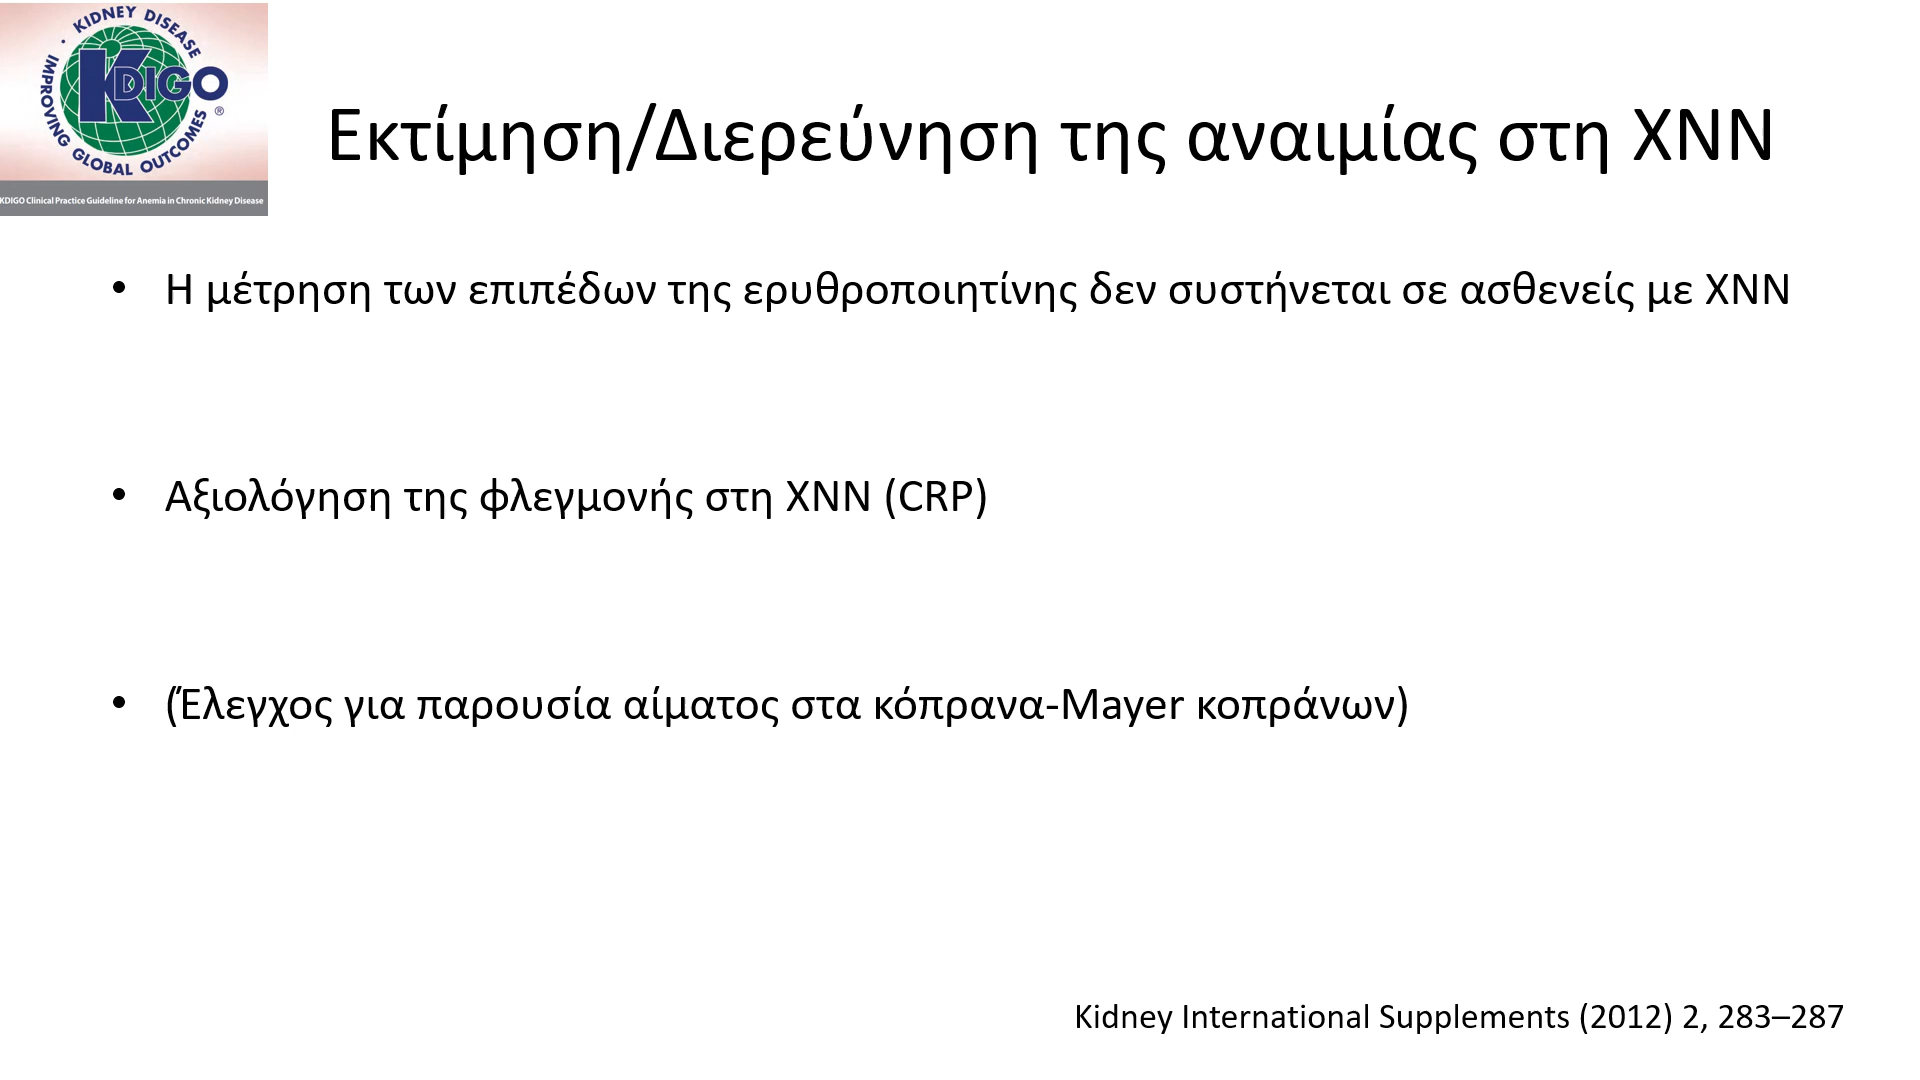 · KIDNEY DISEASE
IMPROVING GLOBAL OUTCOMES
KDIGO®
KDIGO Clinical Practice Guideline for Anemia in Chronic Kidney Disease
Εκτίμηση/Διερεύνηση της αναιμίας στη ΧΝΝ
• Η μέτρηση των επιπέδων της ερυθροποιητίνης δεν συστήνεται σε ασθενείς με ΧΝΝ
• Αξιολόγηση της φλεγμονής στη ΧΝΝ (CRP)
• (Έλεγχος για παρουσία αίματος στα κόπρανα-Mayer κοπράνων)
Kidney International Supplements (2012) 2, 283–287